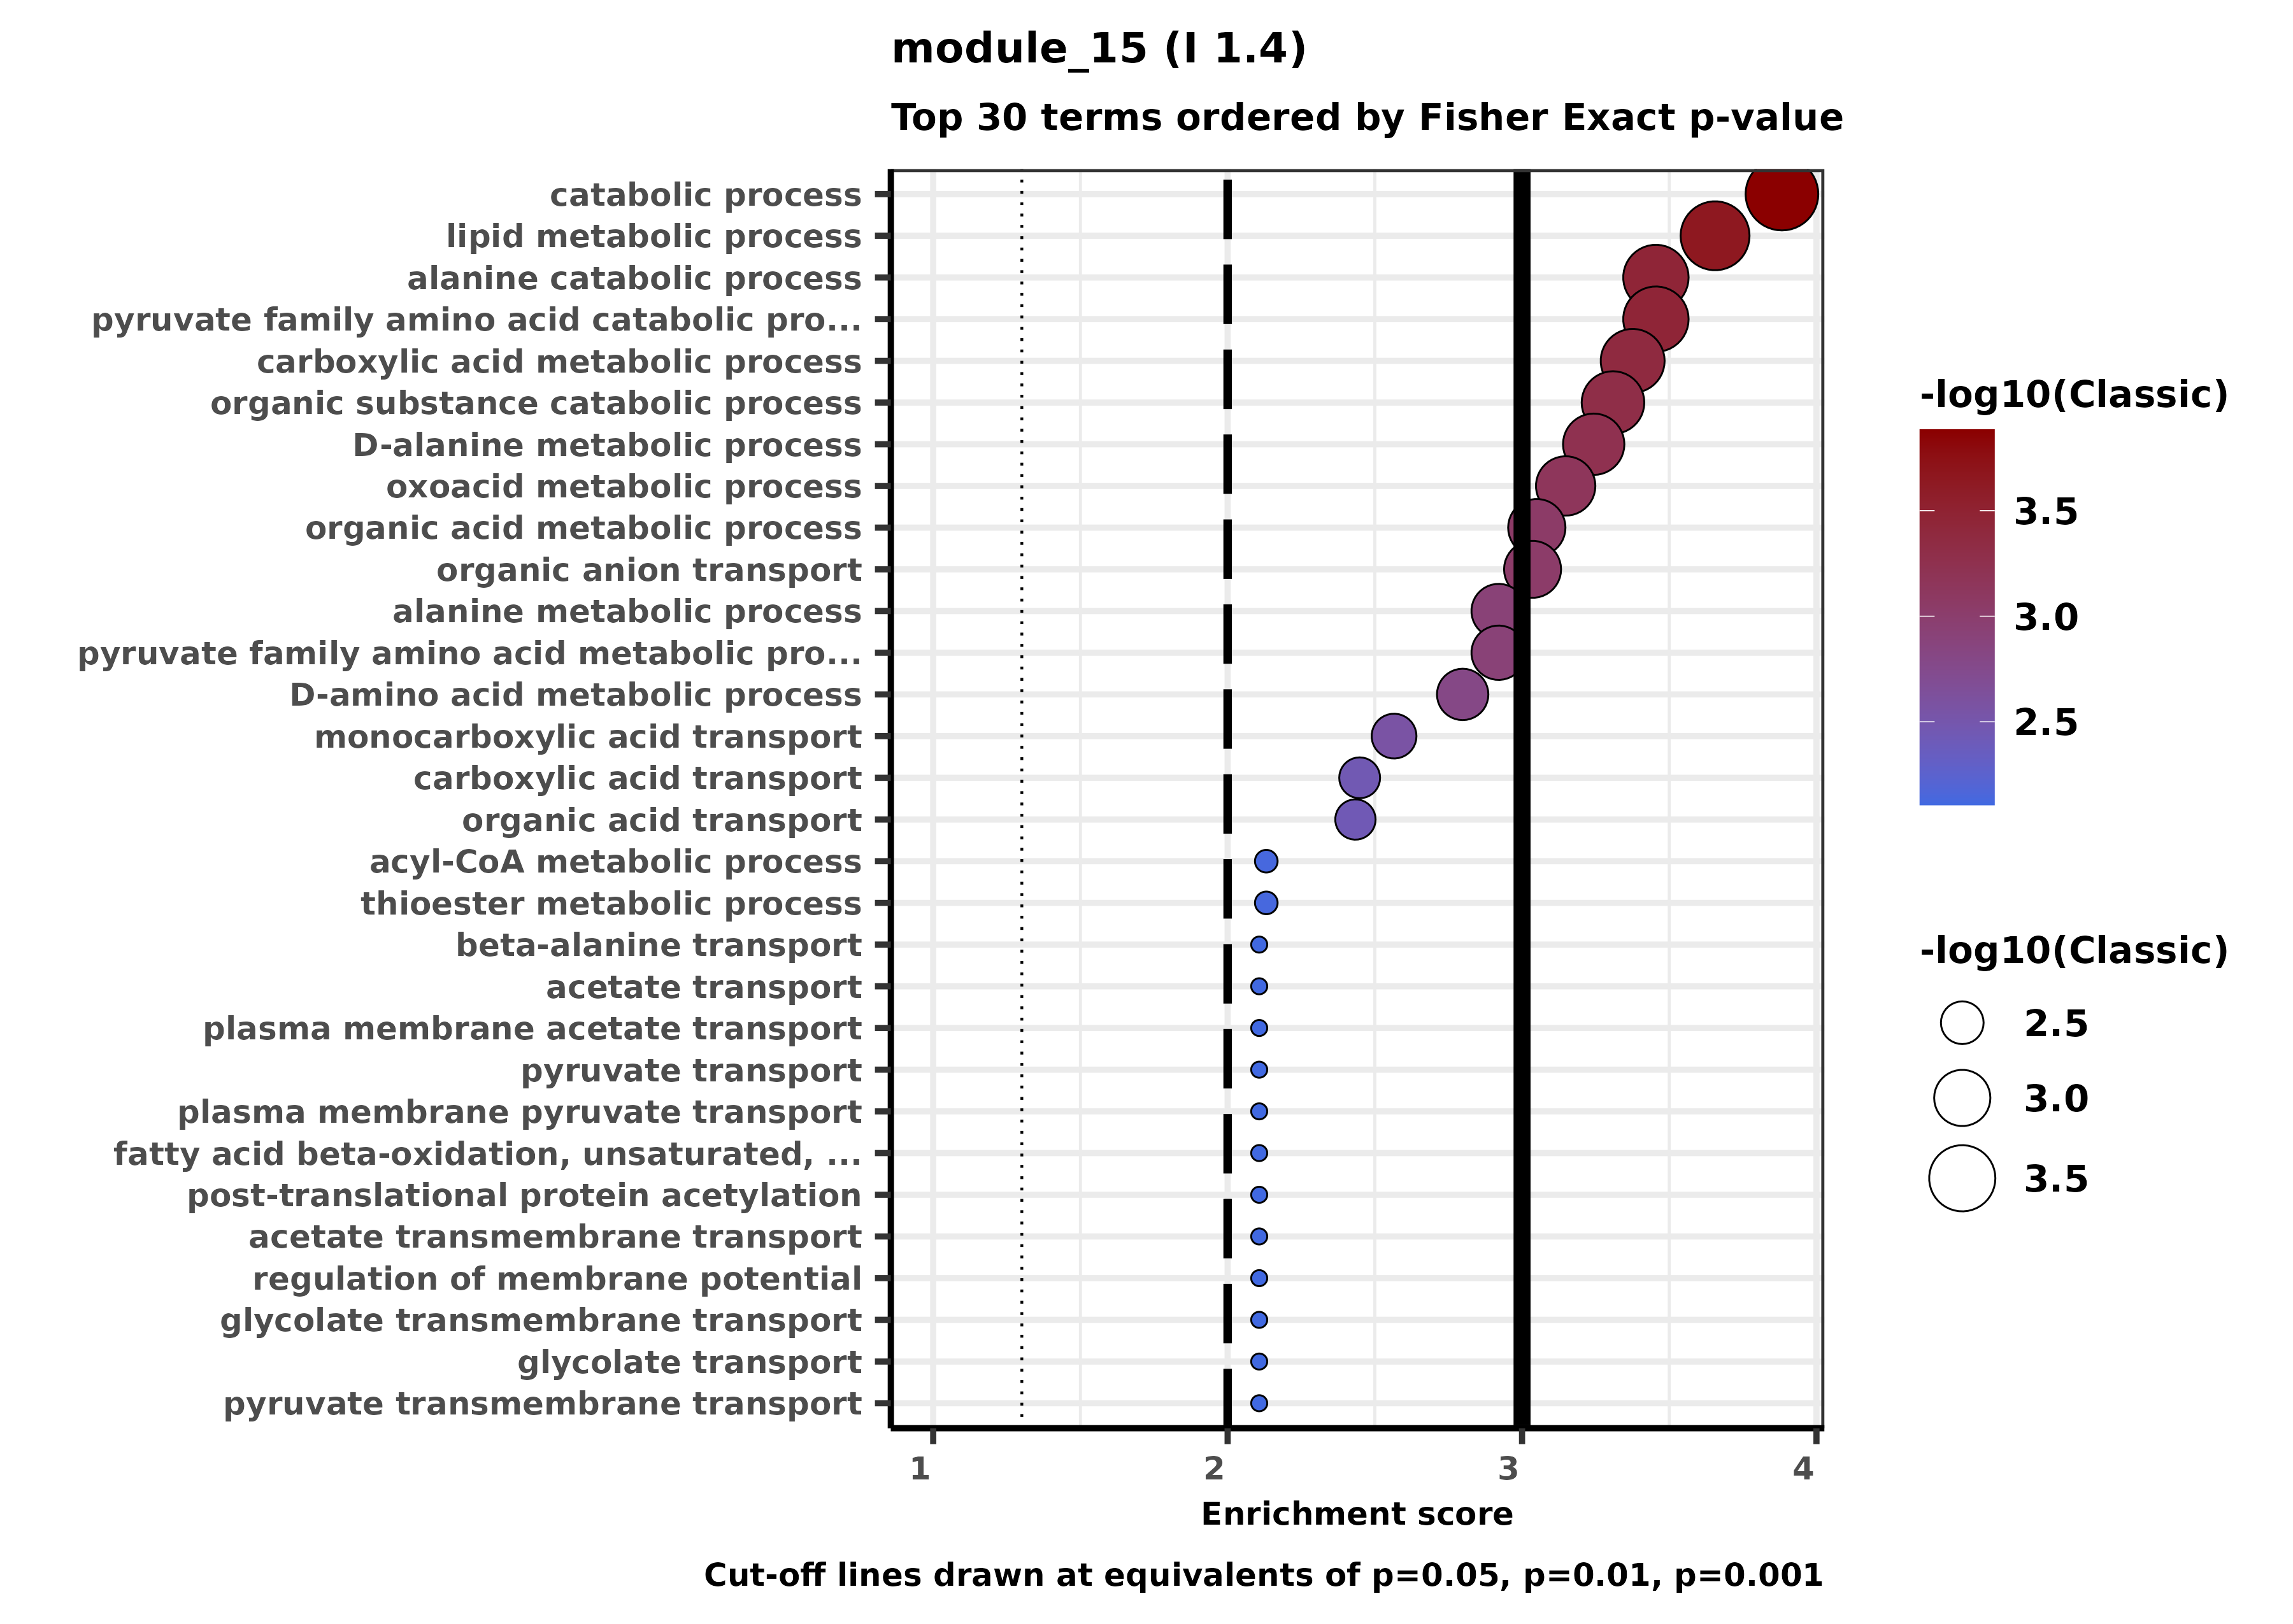 module_15 (I 1.4)
Top 30 terms ordered by Fisher Exact p-value
catabolic process
lipid metabolic process
alanine catabolic process
pyruvate family amino acid catabolic pro...
carboxylic acid metabolic process
organic substance catabolic process
D-alanine metabolic process
oxoacid metabolic process
organic acid metabolic process
organic anion transport
alanine metabolic process
pyruvate family amino acid metabolic pro...
D-amino acid metabolic process
monocarboxylic acid transport
carboxylic acid transport
organic acid transport
acyl-CoA metabolic process
thioester metabolic process
beta-alanine transport
acetate transport
plasma membrane acetate transport
pyruvate transport
plasma membrane pyruvate transport
fatty acid beta-oxidation, unsaturated, ...
post-translational protein acetylation
acetate transmembrane transport
regulation of membrane potential
glycolate transmembrane transport
glycolate transport
pyruvate transmembrane transport
1 2 3 4
Enrichment score
Cut-off lines drawn at equivalents of p=0.05, p=0.01, p=0.001
-log10(Classic)
3.5
3.0
2.5
-log10(Classic)
2.5
3.0
3.5